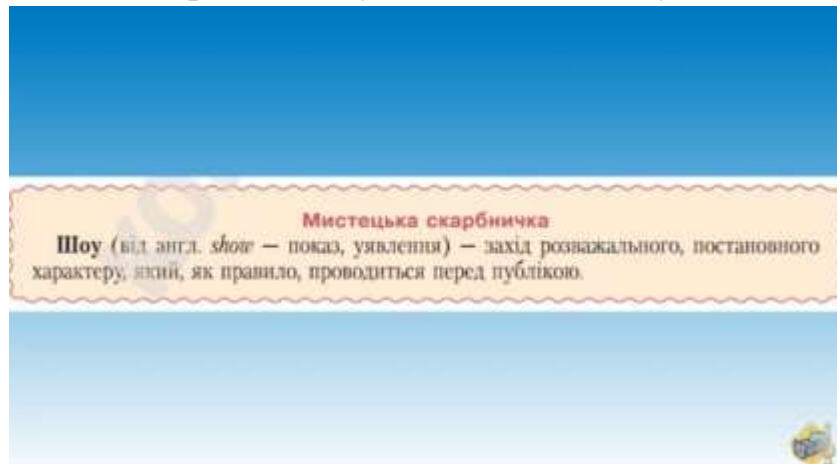 Мистецька скарбничка
Шоу (від англ. show — показ, уявлення) — захід розважального, постановного
характеру, який, як правило, проводиться перед публікою.